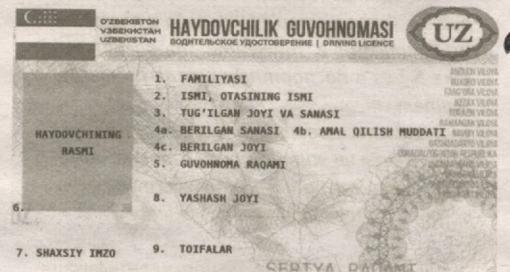 O'ZBEKISTON
ЎЗБЕКИСТАН
UZBEKISTAN
HAYDOVCHILIK GUVOHNOMASI
ВОДИТЕЛЬСКОЕ УДОСТОВЕРЕНИЕ | DRIVING LICENCE
UZ
1. FAMILIYASI
2. ISMI, OTASINING ISMI
3. TUG'ILGAN JOYI VA SANASI
4a. BERILGAN SANASI 4b. AMAL QILISH MUDDATI
4c. BERILGAN JOYI
5. GUVOHNOMA RAQAMI
HAYDOVCHINING
RASMI
6.
8. YASHASH JOYI
7. SHAXSIY IMZO
9. TOIFALAR